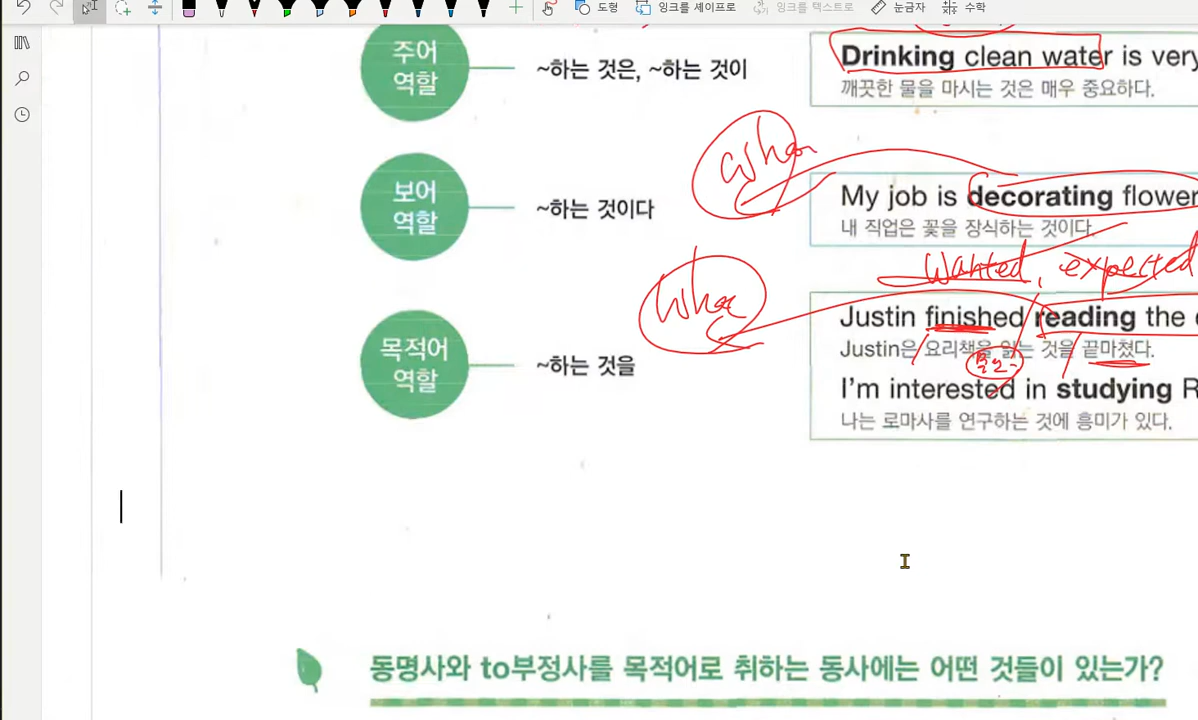 도형 잉크를 셰이프로 잉크를 텍스트로 눈금자 수학
주어
역할
~하는 것은, ~하는 것이
Drinking clean water is very
깨끗한 물을 마시는 것은 매우 중요하다.
보어
역할
~하는 것이다
My job is decorating flower
내 직업은 꽃을 장식하는 것이다.
wanted, expected
목적어
역할
~하는 것을
Justin finished reading the
Justin은 요리책을 읽는 것을 끝마쳤다.
I'm interested in studying R
나는 로마사를 연구하는 것에 흥미가 있다.
동명사와 to부정사를 목적어로 취하는 동사에는 어떤 것들이 있는가?